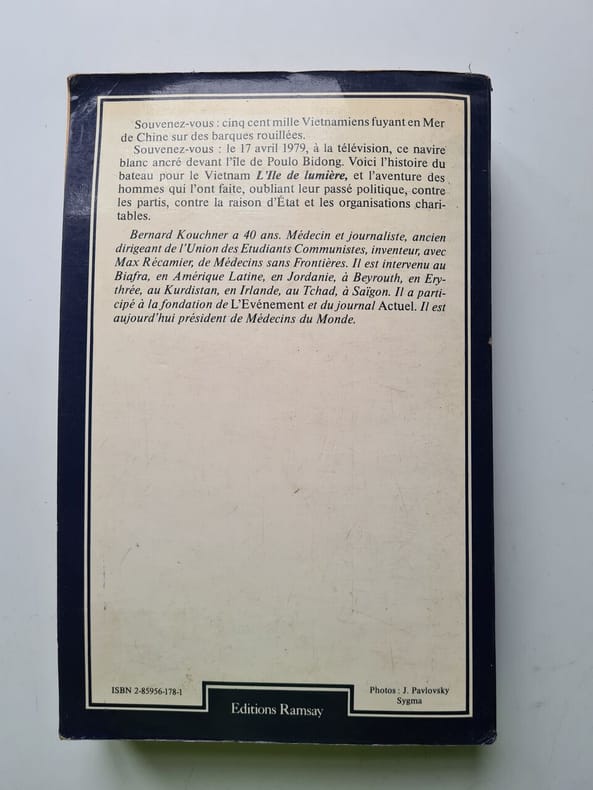 Souvenez-vous : cinq cent mille Vietnamiens fuyant en Mer
de Chine sur des barques rouillées.
Souvenez-vous : le 17 avril 1979, à la télévision, ce navire
blanc ancré devant l'île de Poulo Bidong. Voici l'histoire du
bateau pour le Vietnam L'Ile de lumière, et l'aventure des
hommes qui l'ont faite, oubliant leur passé politique, contre
les partis, contre la raison d'État et les organisations chari-
tables.
Bernard Kouchner a 40 ans. Médecin et journaliste, ancien
dirigeant de l'Union des Etudiants Communistes, inventeur, avec
Max Récamier, de Médecins sans Frontières. Il est intervenu au
Biafra, en Amérique Latine, en Jordanie, à Beyrouth, en Ery-
thrée, au Kurdistan, en Irlande, au Tchad, à Saïgon. Il a parti-
cipé à la fondation de L'Evénement et du journal Actuel. Il est
aujourd'hui président de Médecins du Monde.
ISBN 2-85956-178-1
Editions Ramsay
Photos : J. Pavlovsky
Sygma